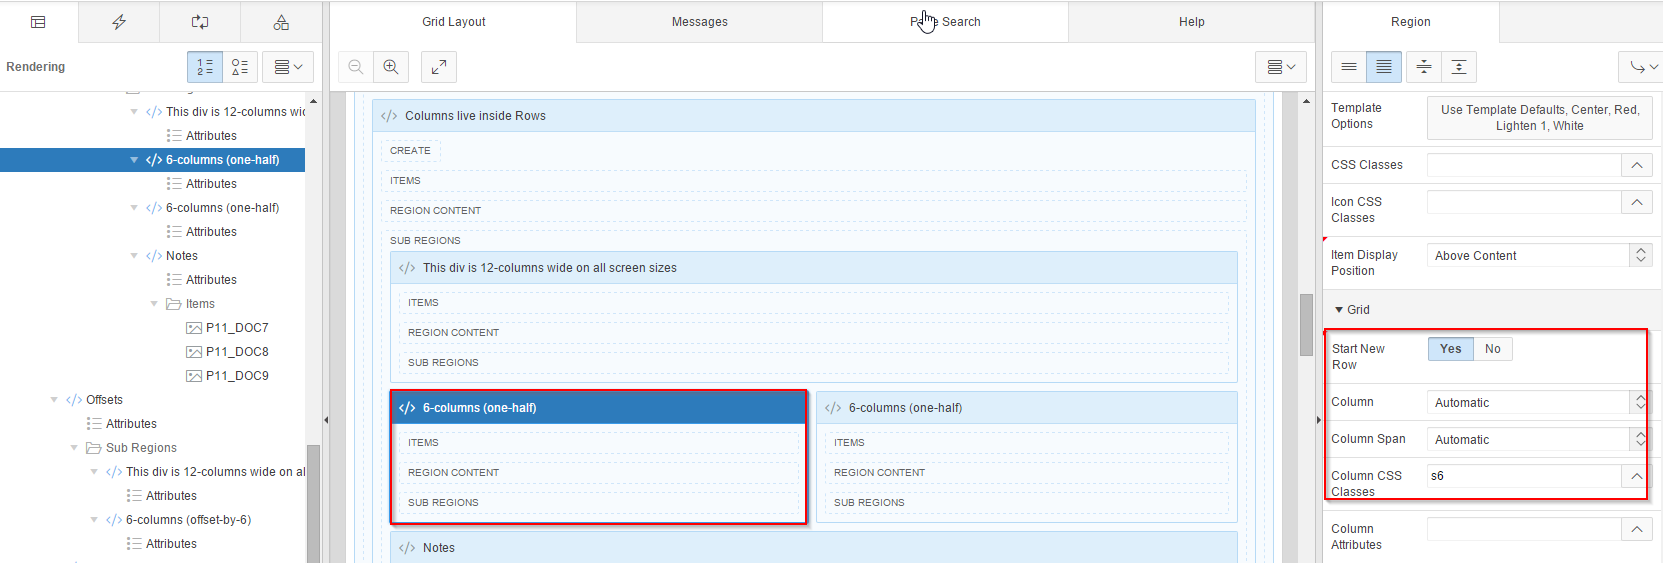 Rendering
This div is 12-columns wid
Attributes
6-columns (one-half)
Attributes
6-columns (one-half)
Attributes
Notes
Attributes
Items
P11_DOC7
P11_DOC8
P11_DOC9
Offsets
Attributes
Sub Regions
This div is 12-columns wide on al
Attributes
6-columns (offset-by-6)
Attributes
Grid Layout
Messages
Search
Help
Columns live inside Rows
CREATE
ITEMS
REGION CONTENT
SUB REGIONS
This div is 12-columns wide on all screen sizes
ITEMS
REGION CONTENT
SUB REGIONS
6-columns (one-half)
ITEMS
REGION CONTENT
SUB REGIONS
6-columns (one-half)
ITEMS
REGION CONTENT
SUB REGIONS
Notes
Region
Template
Options
Use Template Defaults, Center, Red,
Lighten 1, White
CSS Classes
Icon CSS
Classes
Item Display
Position
Above Content
Grid
Start New
Row
Yes
No
Column
Automatic
Column Span
Automatic
Column CSS
Classes
s6
Column
Attributes